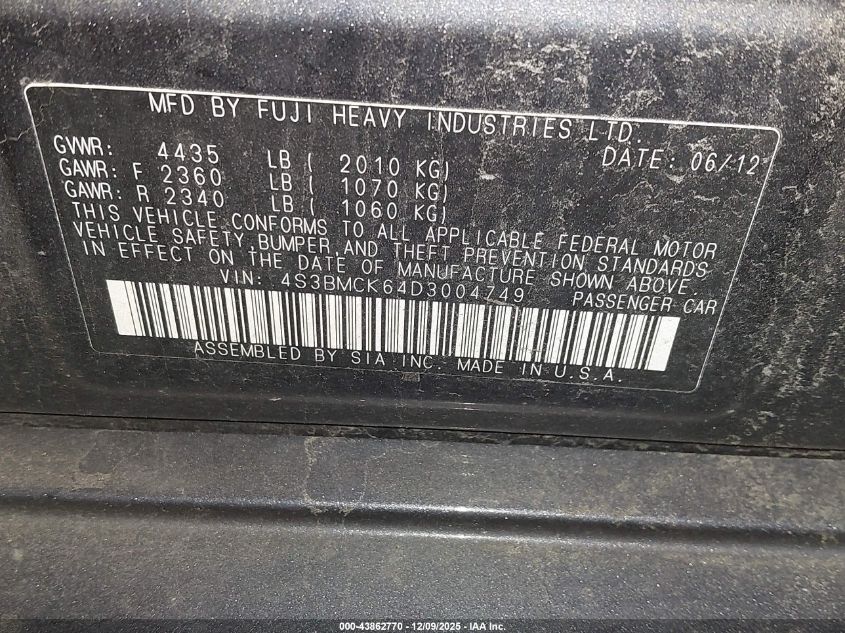 MFD BY FUJI HEAVY INDUSTRIES LTD.
GVWR: 4435 LB ( 2010 KG) DATE: 06/12
GAWR: F 2360 LB ( 1070 KG)
GAWR: R 2340 LB ( 1060 KG)
THIS VEHICLE CONFORMS TO ALL APPLICABLE FEDERAL MOTOR
VEHICLE SAFETY, BUMPER, AND THEFT PREVENTION STANDARDS
IN EFFECT ON THE DATE OF MANUFACTURE SHOWN ABOVE.
VIN: 4S3BMCK64D3004749 PASSENGER CAR
ASSEMBLED BY SIA INC. MADE IN U.S.A.
000-43862770 - 12/09/2025 - IAA Inc.